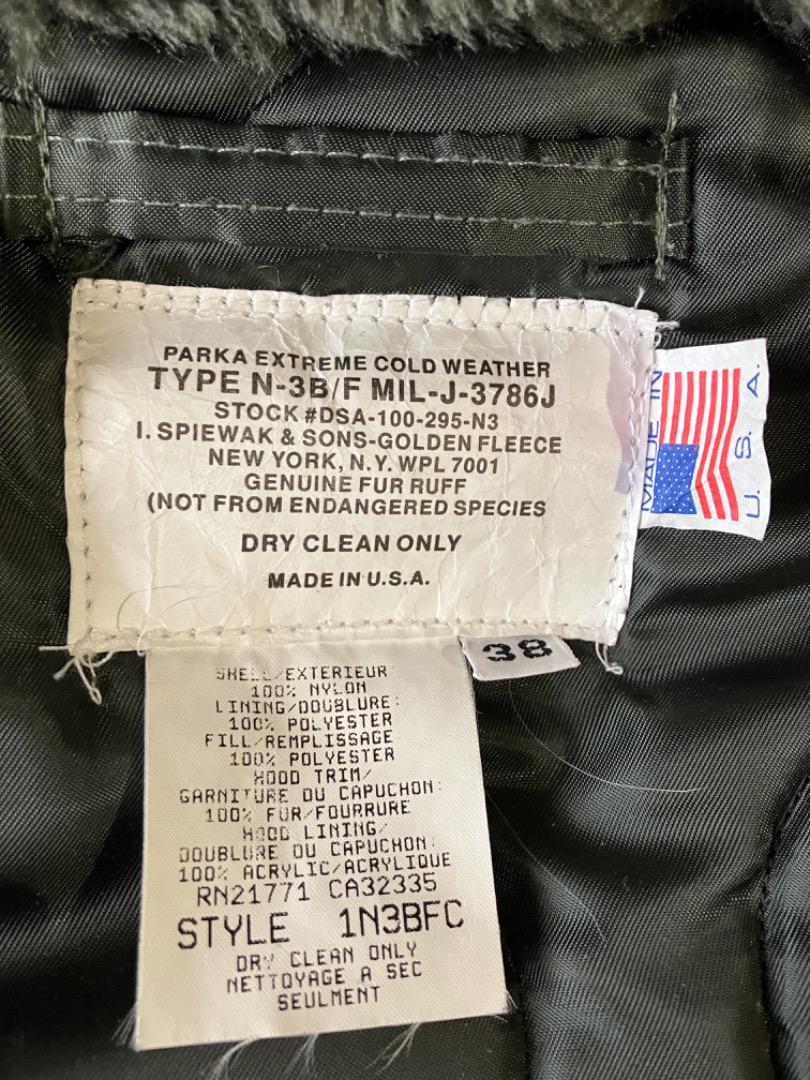 PARKA EXTREME COLD WEATHER
TYPE N-3B/F MIL-J-3786J
STOCK #DSA-100-295-N3
I. SPIEWAK & SONS-GOLDEN FLEECE
NEW YORK, N.Y. WPL 7001
GENUINE FUR RUFF
(NOT FROM ENDANGERED SPECIES
DRY CLEAN ONLY
MADE IN U.S.A.
MADE IN
U. S. A.
38
SHELL/EXTERIEUR
100% NYLON
LINING/DOUBLURE:
100% POLYESTER
FILL/REMPLISSAGE
100% POLYESTER
HOOD TRIM/
GARNITURE DU CAPUCHON:
100% FUR/FOURRURE
HOOD LINING/
DOUBLURE DU CAPUCHON:
100% ACRYLIC/ACRYLIQUE
RN21771 CA32335
STYLE 1N3BFC
DRY CLEAN ONLY
NETTOYAGE A SEC
SEULMENT